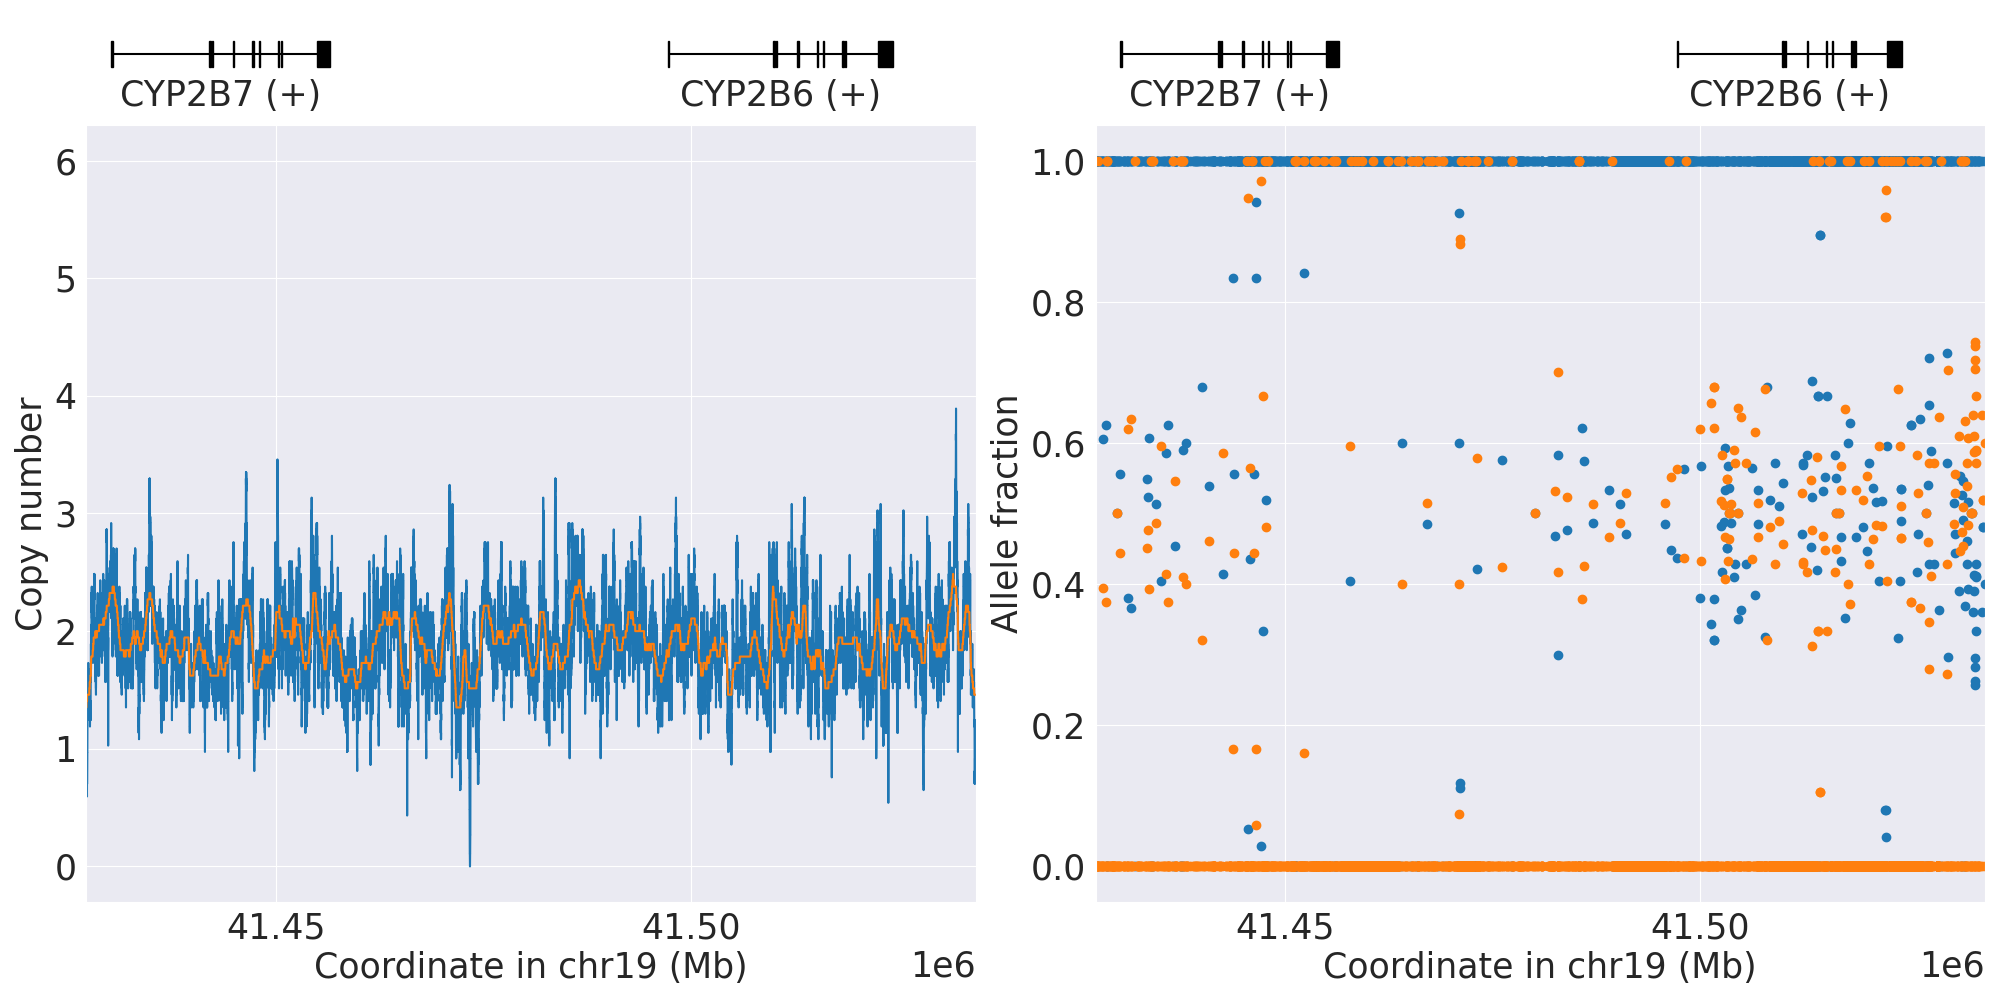 CYP2B7 (+)
CYP2B6 (+)
CYP2B7 (+)
CYP2B6 (+)
Copy number
6
5
4
3
2
1
0
41.45
41.50
Coordinate in chr19 (Mb)
1e6
Allele fraction
1.0
0.8
0.6
0.4
0.2
0.0
41.45
41.50
Coordinate in chr19 (Mb)
1e6